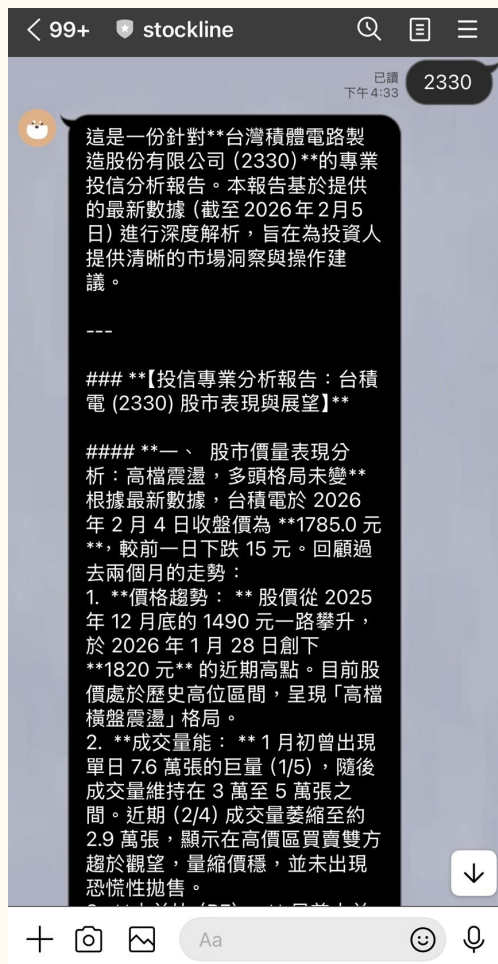 99+ stockline
已讀
下午4:33
2330
這是一份針對**台灣積體電路製
造股份有限公司 (2330)**的專業
投信分析報告。本報告基於提供
的最新數據 (截至2026年2月5
日) 進行深度解析，旨在為投資人
提供清晰的市場洞察與操作建
議。
---
### **【投信專業分析報告：台積
電 (2330) 股市表現與展望】**
#### **一、 股市價量表現分
析：高檔震盪，多頭格局未變**
根據最新數據，台積電於 2026
年 2 月 4 日收盤價為 **1785.0 元
**，較前一日下跌 15 元。回顧過
去兩個月的走勢：
1. **價格趨勢： ** 股價從 2025
年 12 月底的 1490 元一路攀升，
於 2026 年 1 月 28 日創下
**1820 元** 的近期高點。目前股
價處於歷史高位區間，呈現「高檔
橫盤震盪」格局。
2. **成交量能： ** 1 月初曾出現
單日 7.6 萬張的巨量 (1/5)，隨後
成交量維持在 3 萬至 5 萬張之
間。近期 (2/4) 成交量萎縮至約
2.9 萬張，顯示在高價區買賣雙方
趨於觀望，量縮價穩，並未出現
恐慌性拋售。
Aa